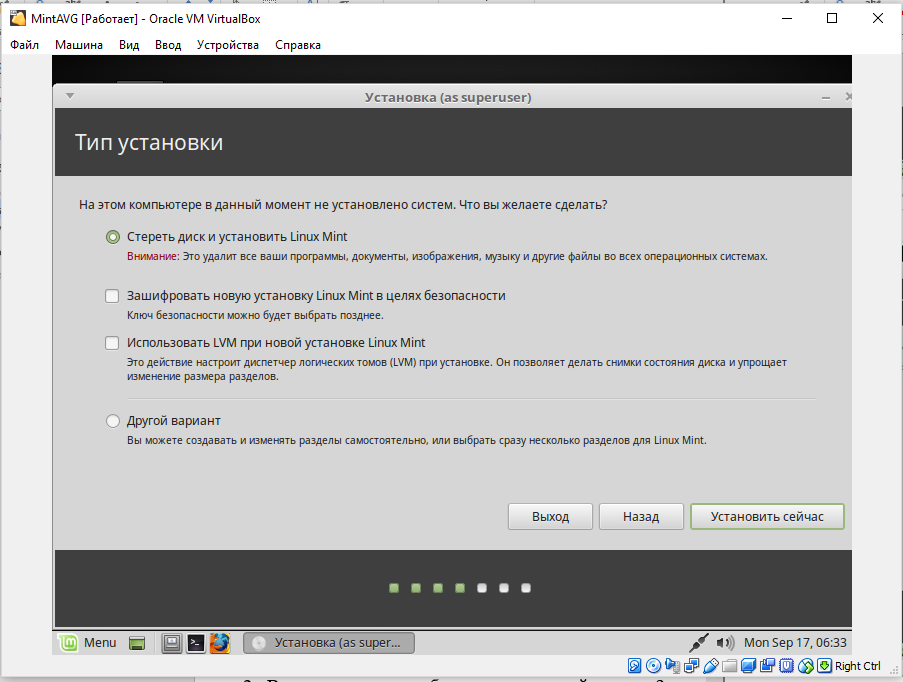 MintAVG [Работает] - Oracle VM VirtualBox
Файл Машина Вид Ввод Устройства Справка
Установка (as superuser)
Тип установки
На этом компьютере в данный момент не установлено систем. Что вы желаете сделать?
Стереть диск и установить Linux Mint
Внимание: Это удалит все ваши программы, документы, изображения, музыку и другие файлы во всех операционных системах.
Зашифровать новую установку Linux Mint в целях безопасности
Ключ безопасности можно будет выбрать позднее.
Использовать LVM при новой установке Linux Mint
Это действие настроит диспетчер логических томов (LVM) при установке. Он позволяет делать снимки состояния диска и упрощает
изменение размера разделов.
Другой вариант
Вы можете создавать и изменять разделы самостоятельно, или выбрать сразу несколько разделов для Linux Mint.
Выход Назад Установить сейчас
Menu Установка (as super... Mon Sep 17, 06:33
Right Ctrl